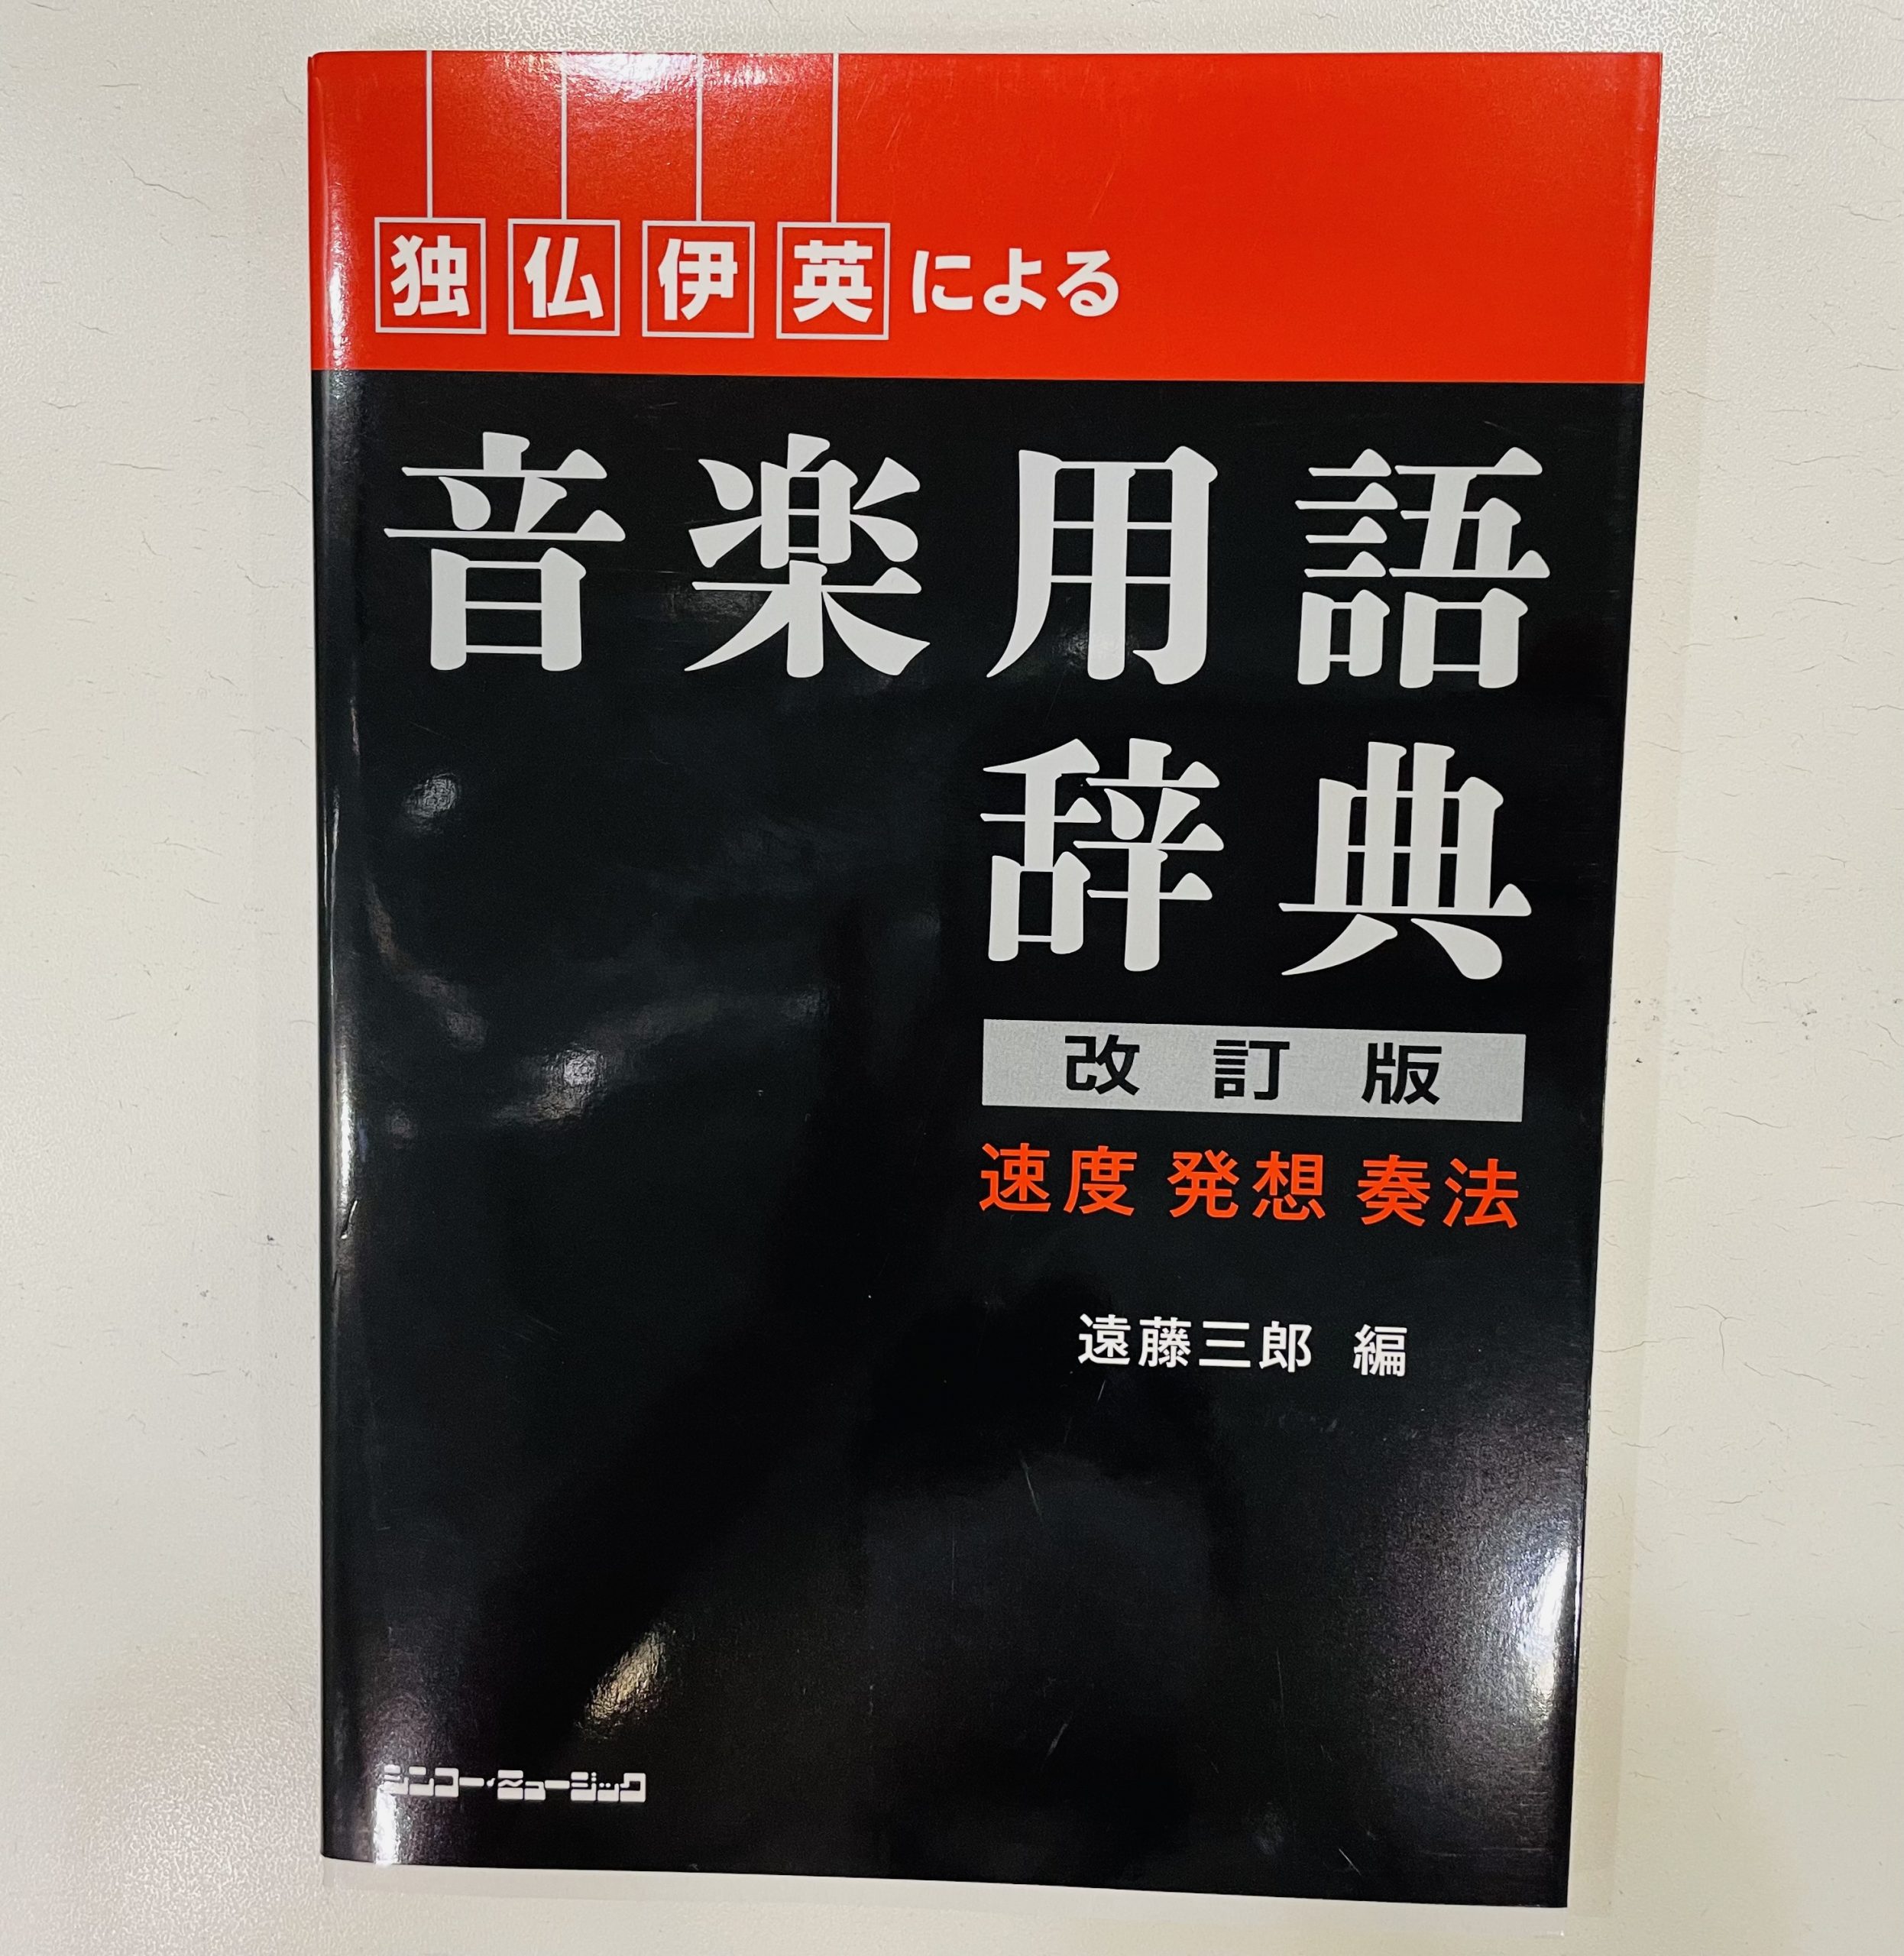 独仏伊英による
音楽用語
辞典
改訂版
速度 発想 奏法
遠藤三郎 編
シンコー・ミュージック